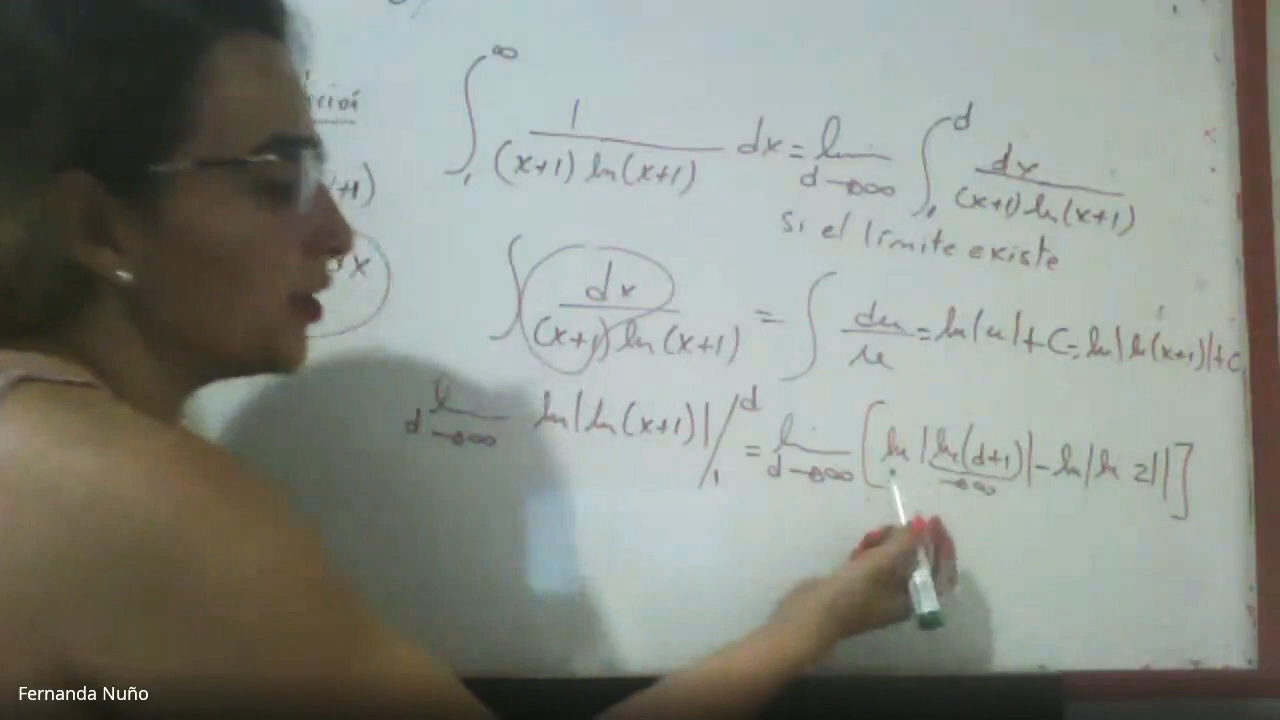 ∫₁^∞ 1/((x+1) ln(x+1)) dx = lim_{d→∞} ∫₁^d dx/((x+1) ln(x+1))
si el límite existe
∫ dx/((x+1) ln(x+1)) = ∫ du/u = ln|u| + C = ln|ln(x+1)| + C
lim_{d→∞} ln|ln(x+1)| /₁^d = lim_{d→∞} [ln|ln(d+1)| - ln|ln 2||]
→∞
Fernanda Nuño